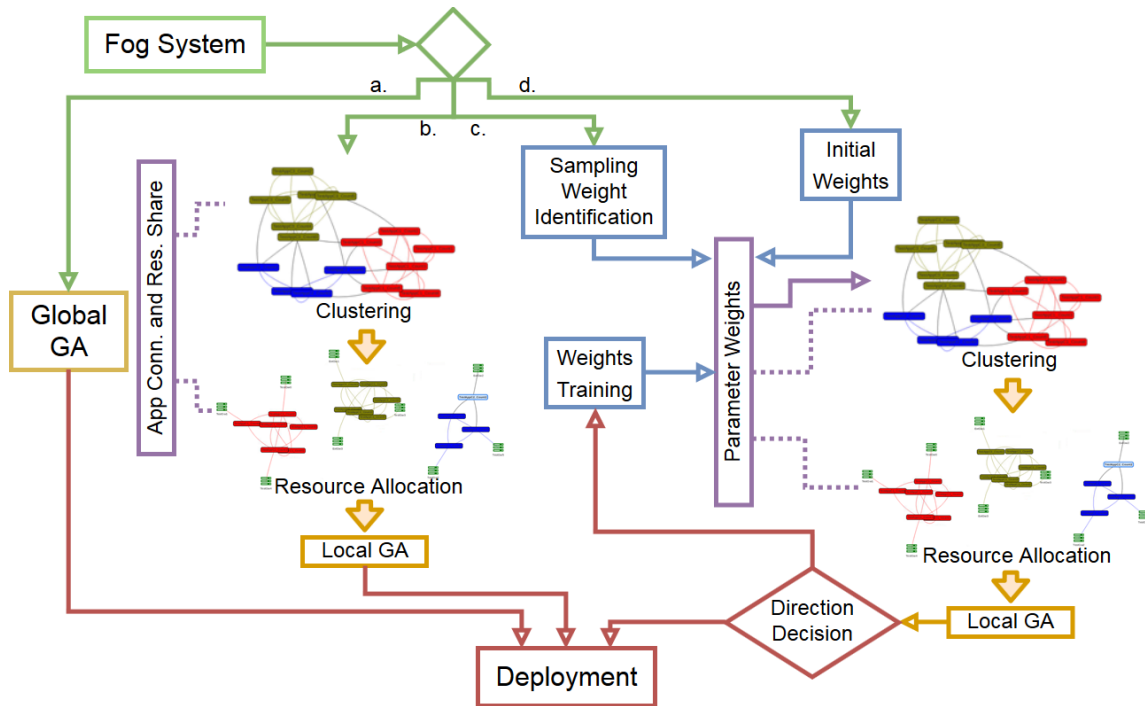 Fog System
a.
d.
b.
c.
App Conn. and Res. Share
Sampling
Weight
Identification
Initial
Weights
Global
GA
Clustering
Weights
Training
Parameter Weights
Clustering
Resource Allocation
Resource Allocation
Local GA
Direction
Decision
Local GA
Deployment